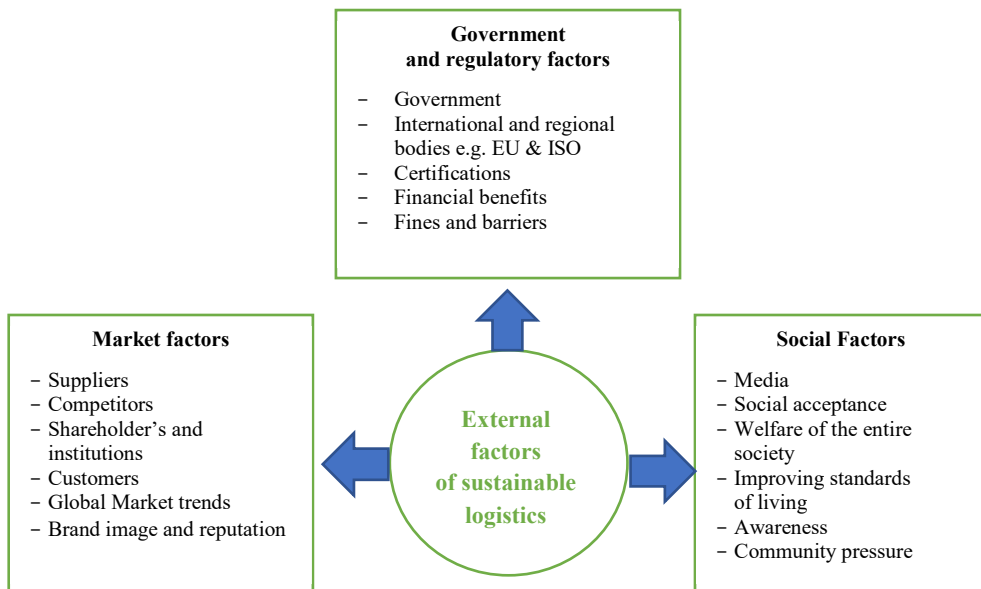 Government
and regulatory factors
– Government
– International and regional
bodies e.g. EU & ISO
– Certifications
– Financial benefits
– Fines and barriers
Market factors
– Suppliers
– Competitors
– Shareholder’s and
institutions
– Customers
– Global Market trends
– Brand image and reputation
External
factors
of sustainable
logistics
Social Factors
– Media
– Social acceptance
– Welfare of the entire
society
– Improving standards
of living
– Awareness
– Community pressure